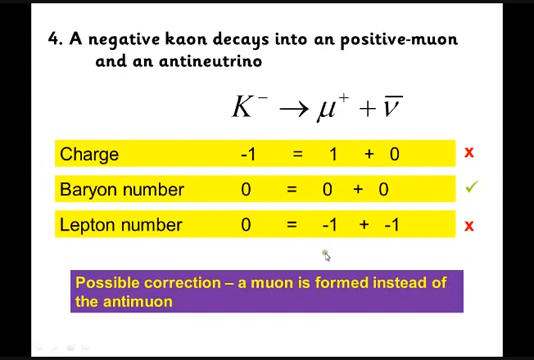 4. A negative kaon decays into an positive-muon
and an antineutrino
K⁻ → μ⁺ + ν̅
Charge -1 = 1 + 0 x
Baryon number 0 = 0 + 0 ✓
Lepton number 0 = -1 + -1 x
Possible correction – a muon is formed instead of
the antimuon